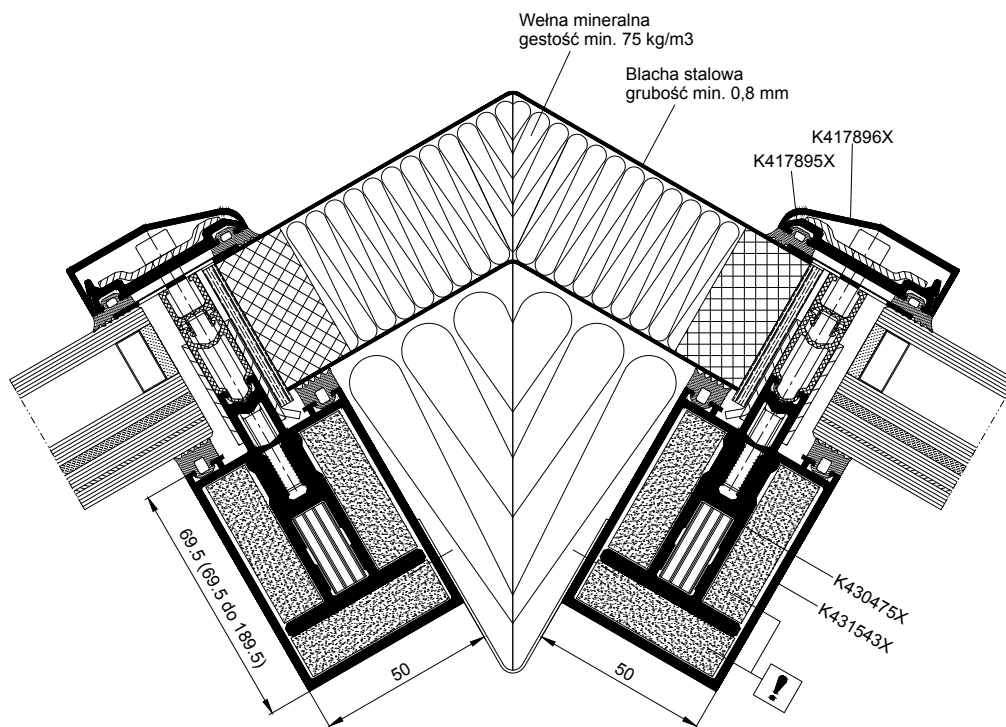 Wełna mineralna
gestość min. 75 kg/m3
Blacha stalowa
grubość min. 0,8 mm
K417896X
K417895X
69.5 (69.5 do 189.5)
50
50
K430475X
K431543X
!